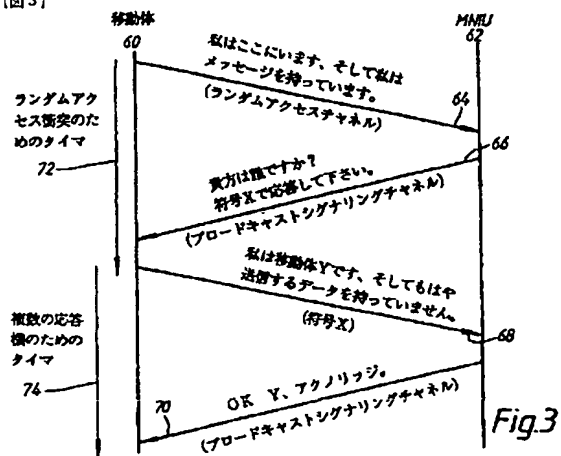 【図3】
移動体
60
MNIU
62
私はここにいます、そして私は
メッセージを持っています。
(ランダムアクセスチャネル)
64
ランダムアク
セス衝突のた
めのタイマ
72
66
貴方は誰ですか?
符号Xで応答して下さい。
(ブロードキャストシグナリングチャネル)
私は移動体Yです、そしてもはや
送信するデータを持っていません。
(符号X)
68
複数の応答
機のための
タイマ
74
70
OK Y、アクノリッジ。
(ブロードキャストシグナリングチャネル)
Fig.3